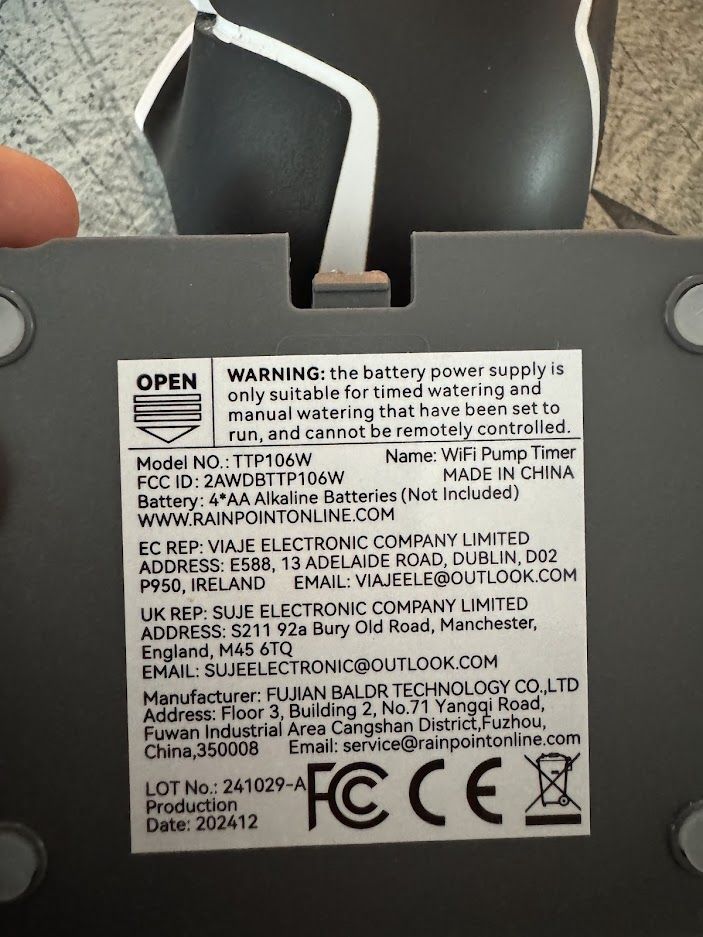 OPEN
WARNING: the battery power supply is
only suitable for timed watering and
manual watering that have been set to
run, and cannot be remotely controlled.
Model NO.: TTP106W Name: WiFi Pump Timer
FCC ID: 2AWDBTTP106W MADE IN CHINA
Battery: 4*AA Alkaline Batteries (Not Included)
WWW.RAINPOINTONLINE.COM
EC REP: VIAJE ELECTRONIC COMPANY LIMITED
ADDRESS: E588, 13 ADELAIDE ROAD, DUBLIN, D02
P950, IRELAND EMAIL: VIAJEELE@OUTLOOK.COM
UK REP: SUJE ELECTRONIC COMPANY LIMITED
ADDRESS: S211 92a Bury Old Road, Manchester,
England, M45 6TQ
EMAIL: SUJEELECTRONIC@OUTLOOK.COM
Manufacturer: FUJIAN BALDR TECHNOLOGY CO.,LTD
Address: Floor 3, Building 2, No.71 Yangqi Road,
Fuwan Industrial Area Cangshan District,Fuzhou,
China,350008 Email: service@rainpointonline.com
LOT No.: 241029-A
Production
Date: 202412
FCC CE